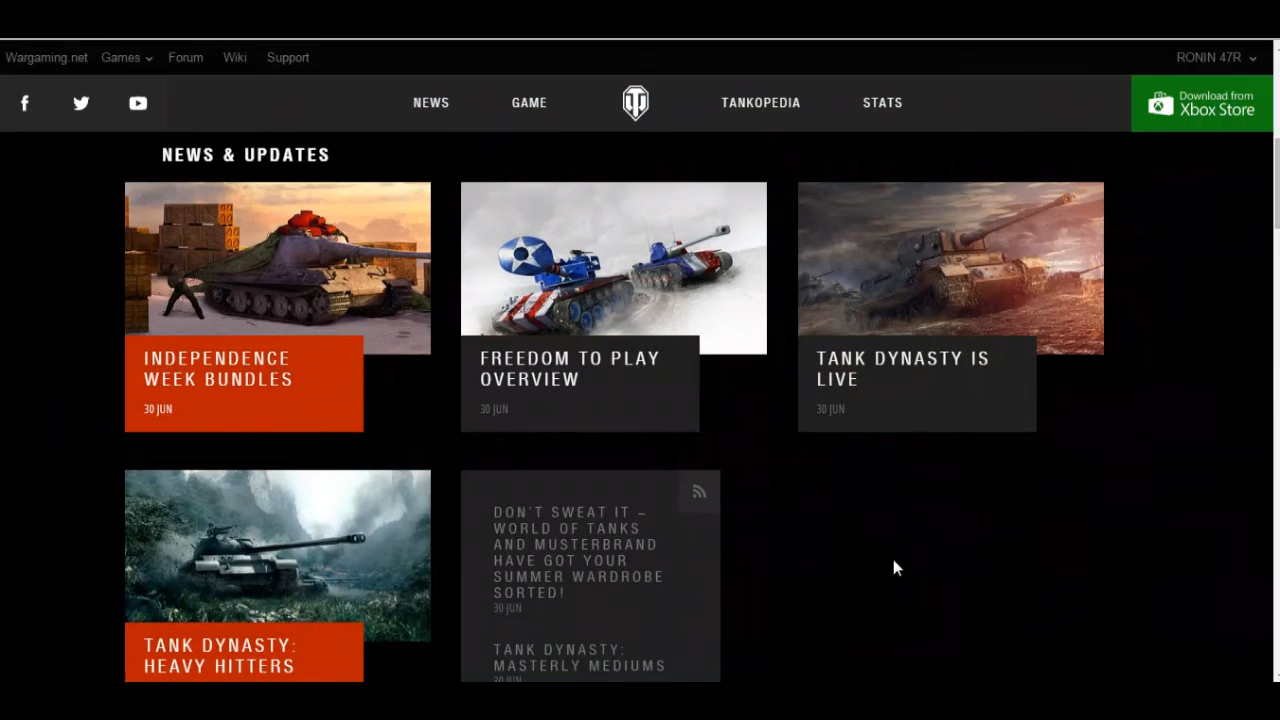 Wargaming.net Games Forum Wiki Support RONIN 47R
NEWS GAME TANKOPEDIA STATS
Download from
Xbox Store
NEWS & UPDATES
INDEPENDENCE
WEEK BUNDLES
30 JUN
FREEDOM TO PLAY
OVERVIEW
30 JUN
TANK DYNASTY IS
LIVE
30 JUN
TANK DYNASTY:
HEAVY HITTERS
DON'T SWEAT IT –
WORLD OF TANKS
AND MUSTERBRAND
HAVE GOT YOUR
SUMMER WARDROBE
SORTED!
30 JUN
TANK DYNASTY:
MASTERLY MEDIUMS
30 JUN